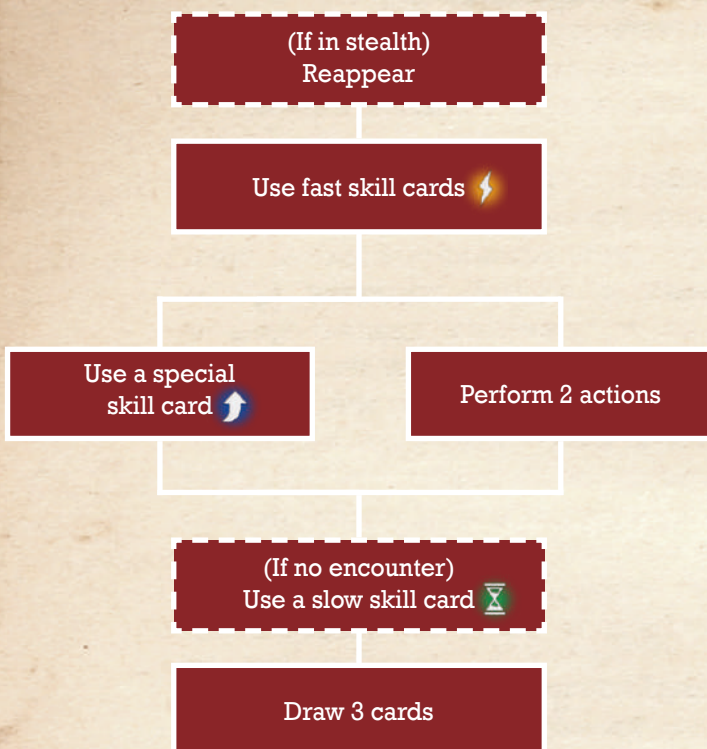 (If in stealth)
Reappear
Use fast skill cards
Use a special
skill card
Perform 2 actions
(If no encounter)
Use a slow skill card
Draw 3 cards